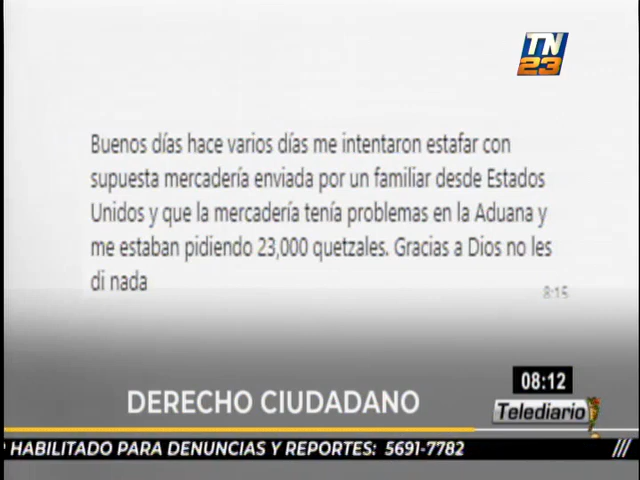 TN
23
Buenos días hace varios días me intentaron estafar con
supuesta mercadería enviada por un familiar desde Estados
Unidos y que la mercadería tenía problemas en la Aduana y
me estaban pidiendo 23,000 quetzales. Gracias a Dios no les
di nada
8:15
08:12
DERECHO CIUDADANO
Telediario
P HABILITADO PARA DENUNCIAS Y REPORTES: 5691-7782